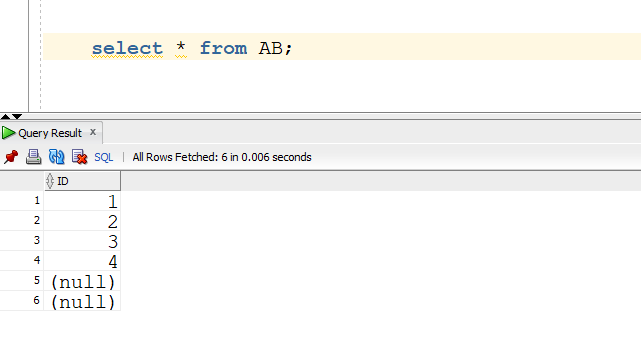 select * from AB;
Query Result x
SQL | All Rows Fetched: 6 in 0.006 seconds
ID
1 1
2 2
3 3
4 4
5 (null)
6 (null)